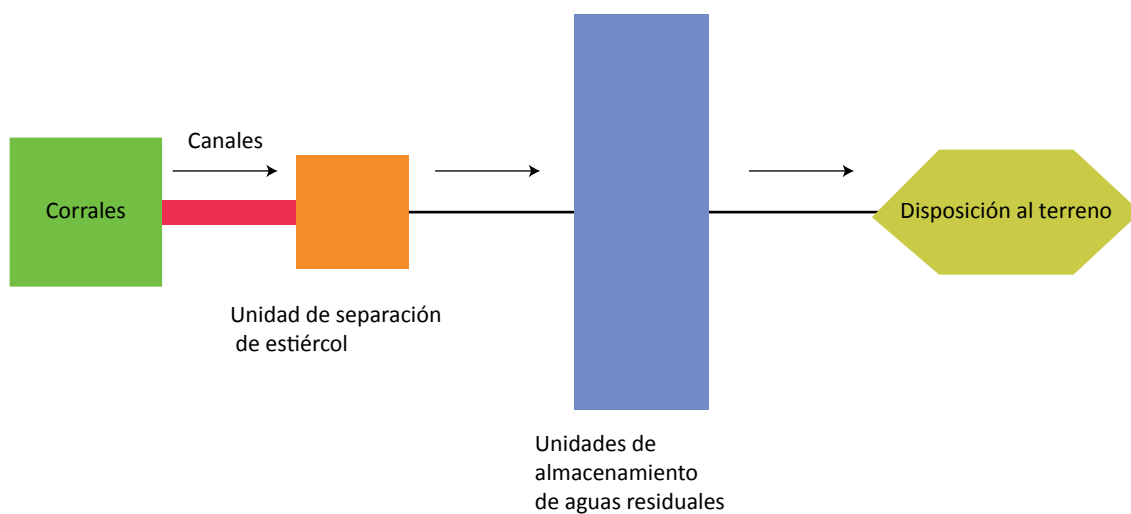 Canales
Corrales
Disposición al terreno
Unidad de separación
de estiércol
Unidades de
almacenamiento
de aguas residuales